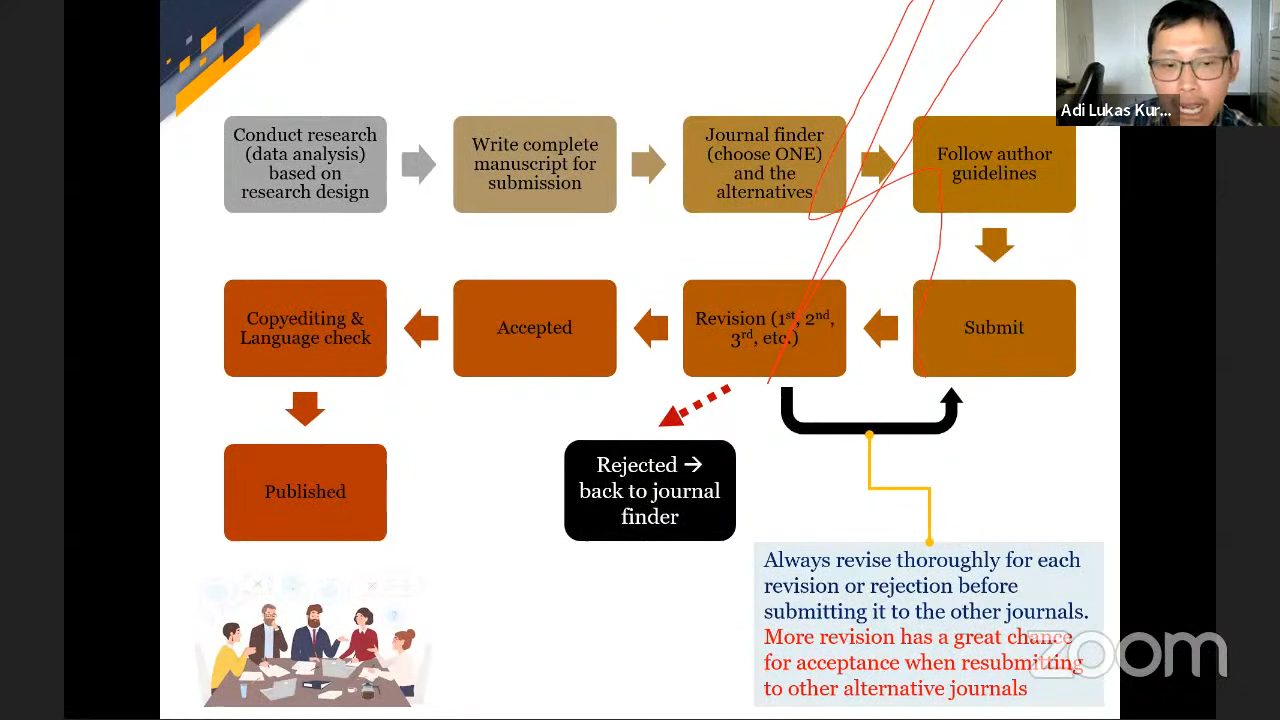 Adi Lukas Kur...
Conduct research
(data analysis)
based on
research design
Write complete
manuscript for
submission
Journal finder
(choose ONE)
and the
alternatives
Follow author
guidelines
Copyediting &
Language check
Accepted
Revision (1st, 2nd,
3rd, etc.)
Submit
Published
Rejected →
back to journal
finder
Always revise thoroughly for each
revision or rejection before
submitting it to the other journals.
More revision has a great chance
for acceptance when resubmitting
to other alternative journals
zoom